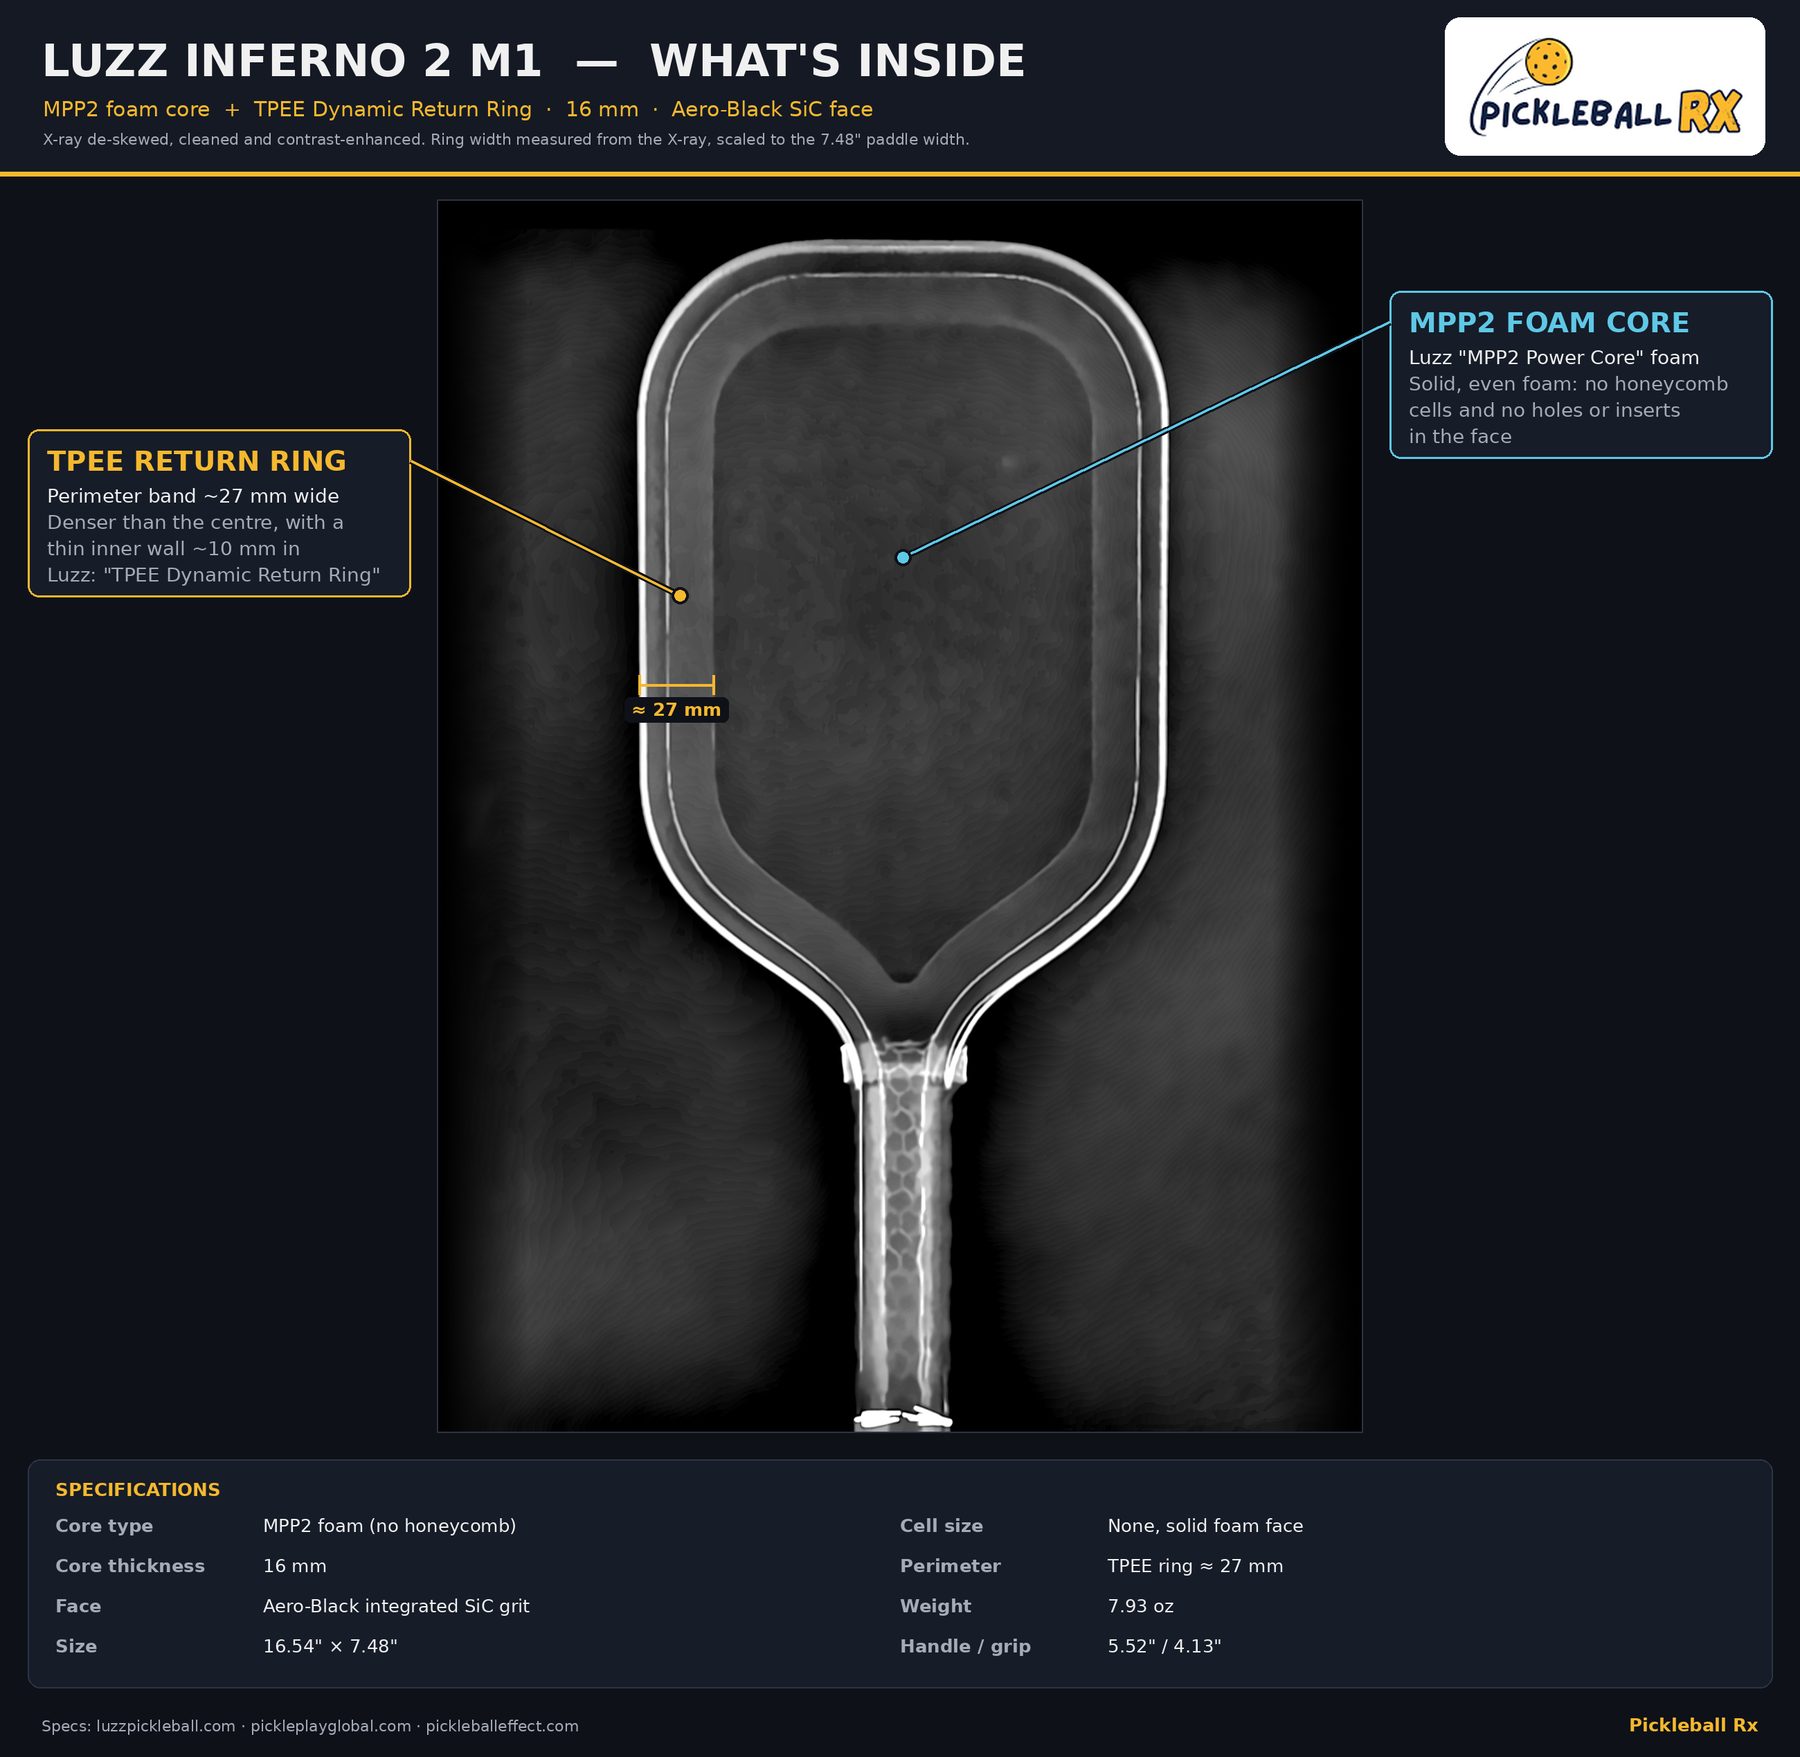 LUZZ INFERNO 2 M1 — WHAT'S INSIDE
MPP2 foam core + TPEE Dynamic Return Ring · 16 mm · Aero-Black SiC face
X-ray de-skewed, cleaned and contrast-enhanced. Ring width measured from the X-ray, scaled to the 7.48" paddle width.
PICKLEBALL RX
MPP2 FOAM CORE
Luzz "MPP2 Power Core" foam
Solid, even foam: no honeycomb
cells and no holes or inserts
in the face
TPEE RETURN RING
Perimeter band ~27 mm wide
Denser than the centre, with a
thin inner wall ~10 mm in
Luzz: "TPEE Dynamic Return Ring"
≈ 27 mm
SPECIFICATIONS
Core type MPP2 foam (no honeycomb)
Core thickness 16 mm
Face Aero-Black integrated SiC grit
Size 16.54" × 7.48"
Cell size None, solid foam face
Perimeter TPEE ring ≈ 27 mm
Weight 7.93 oz
Handle / grip 5.52" / 4.13"
Specs: luzzpickleball.com · pickleplayglobal.com · pickleballeffect.com
Pickleball Rx